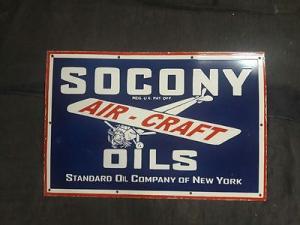 SOCONY
REG. U.S. PAT. OFF.
AIR-CRAFT
OILS
STANDARD OIL COMPANY OF NEW YORK